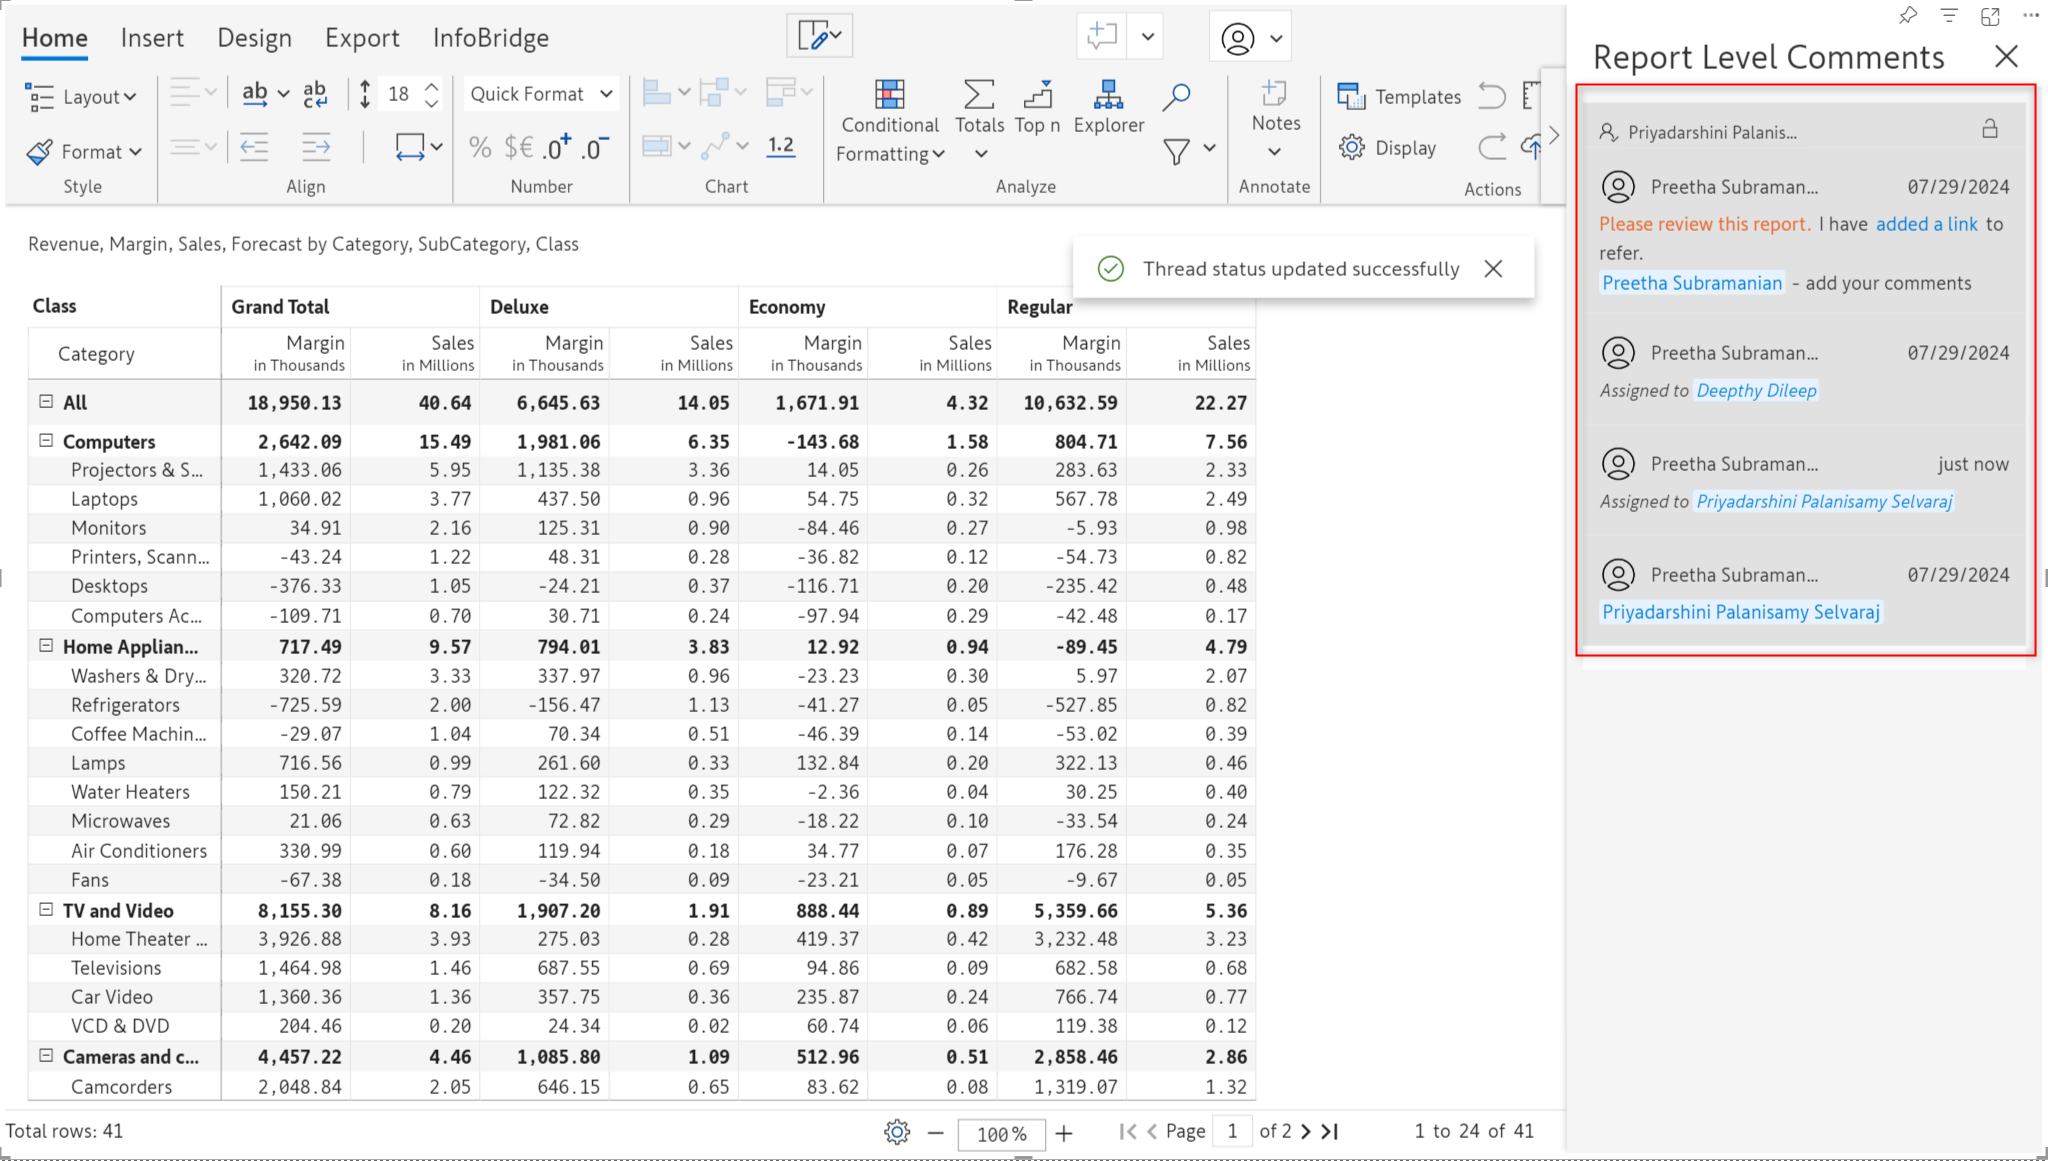 Home Insert Design Export InfoBridge
Layout ab ab 18 Quick Format Conditional Formatting Totals Top n Explorer Notes Templates
Format % $€ .0+ .0- 1.2 Display
Style Align Number Chart Analyze Annotate Actions
Revenue, Margin, Sales, Forecast by Category, SubCategory, Class
Thread status updated successfully
Class Grand Total Deluxe Economy Regular
Category Margin Sales Margin Sales Margin Sales Margin Sales
in Thousands in Millions in Thousands in Millions in Thousands in Millions in Thousands in Millions
All 18,950.13 40.64 6,645.63 14.05 1,671.91 4.32 10,632.59 22.27
Computers 2,642.09 15.49 1,981.06 6.35 -143.68 1.58 804.71 7.56
Projectors & S... 1,433.06 5.95 1,135.38 3.36 14.05 0.26 283.63 2.33
Laptops 1,060.02 3.77 437.50 0.96 54.75 0.32 567.78 2.49
Monitors 34.91 2.16 125.31 0.90 -84.46 0.27 -5.93 0.98
Printers, Scann... -43.24 1.22 48.31 0.28 -36.82 0.12 -54.73 0.82
Desktops -376.33 1.05 -24.21 0.37 -116.71 0.20 -235.42 0.48
Computers Ac... -109.71 0.70 30.71 0.24 -97.94 0.29 -42.48 0.17
Home Applian... 717.49 9.57 794.01 3.83 12.92 0.94 -89.45 4.79
Washers & Dry... 320.72 3.33 337.97 0.96 -23.23 0.30 5.97 2.07
Refrigerators -725.59 2.00 -156.47 1.13 -41.27 0.05 -527.85 0.82
Coffee Machin... -29.07 1.04 70.34 0.51 -46.39 0.14 -53.02 0.39
Lamps 716.56 0.99 261.60 0.33 132.84 0.20 322.13 0.46
Water Heaters 150.21 0.79 122.32 0.35 -2.36 0.04 30.25 0.40
Microwaves 21.06 0.63 72.82 0.29 -18.22 0.10 -33.54 0.24
Air Conditioners 330.99 0.60 119.94 0.18 34.77 0.07 176.28 0.35
Fans -67.38 0.18 -34.50 0.09 -23.21 0.05 -9.67 0.05
TV and Video 8,155.30 8.16 1,907.20 1.91 888.44 0.89 5,359.66 5.36
Home Theater ... 3,926.88 3.93 275.03 0.28 419.37 0.42 3,232.48 3.23
Televisions 1,464.98 1.46 687.55 0.69 94.86 0.09 682.58 0.68
Car Video 1,360.36 1.36 357.75 0.36 235.87 0.24 766.74 0.77
VCD & DVD 204.46 0.20 24.34 0.02 60.74 0.06 119.38 0.12
Cameras and c... 4,457.22 4.46 1,085.80 1.09 512.96 0.51 2,858.46 2.86
Camcorders 2,048.84 2.05 646.15 0.65 83.62 0.08 1,319.07 1.32
Total rows: 41 100% Page 1 of 2 1 to 24 of 41
Report Level Comments
Priyadarshini Palanis...
Preetha Subraman... 07/29/2024
Please review this report. I have added a link to
refer.
Preetha Subramanian - add your comments
Preetha Subraman... 07/29/2024
Assigned to Deepthy Dileep
Preetha Subraman... just now
Assigned to Priyadarshini Palanisamy Selvaraj
Preetha Subraman... 07/29/2024
Priyadarshini Palanisamy Selvaraj